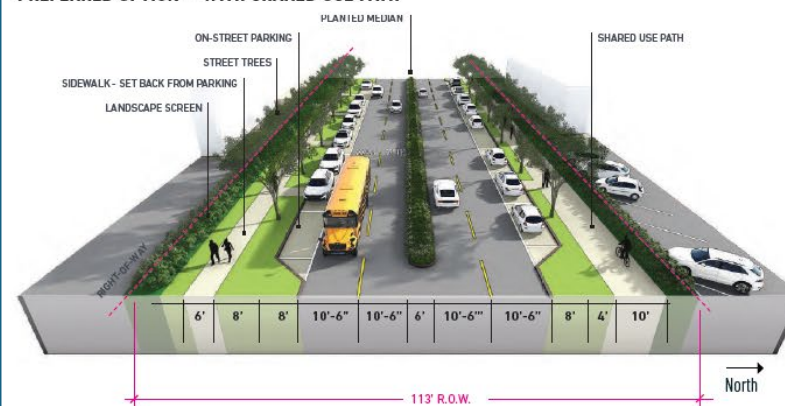 PLANTED MEDIAN
ON-STREET PARKING
SHARED USE PATH
STREET TREES
SIDEWALK - SET BACK FROM PARKING
LANDSCAPE SCREEN
RIGHT-OF-WAY
6' 8' 8' 10'-6" 10'-6" 6' 10'-6'" 10'-6" 8' 4' 10'
North
113' R.O.W.